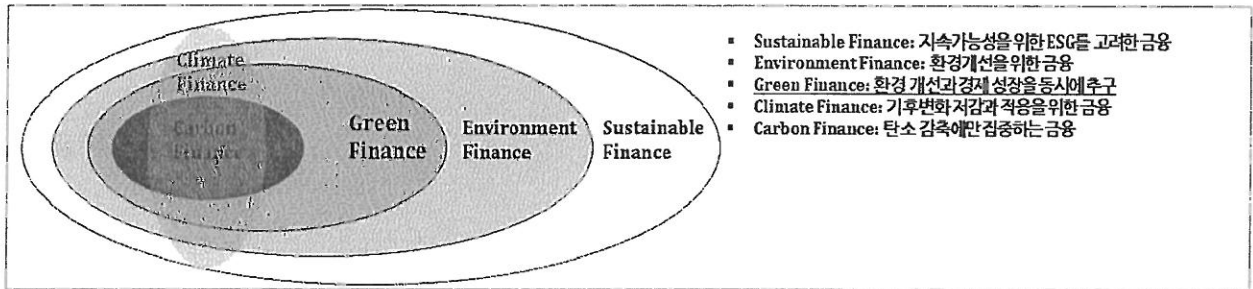 Climate
Finance
Carbon
Finance
Green
Finance
Environment
Finance
Sustainable
Finance
▪ Sustainable Finance: 지속가능성을 위한 ESG를 고려한 금융
▪ Environment Finance: 환경개선을 위한 금융
▪ Green Finance: 환경 개선과 경제 성장을 동시에 추구
▪ Climate Finance: 기후변화 저감과 적응을 위한 금융
▪ Carbon Finance: 탄소 감축에만 집중하는 금융